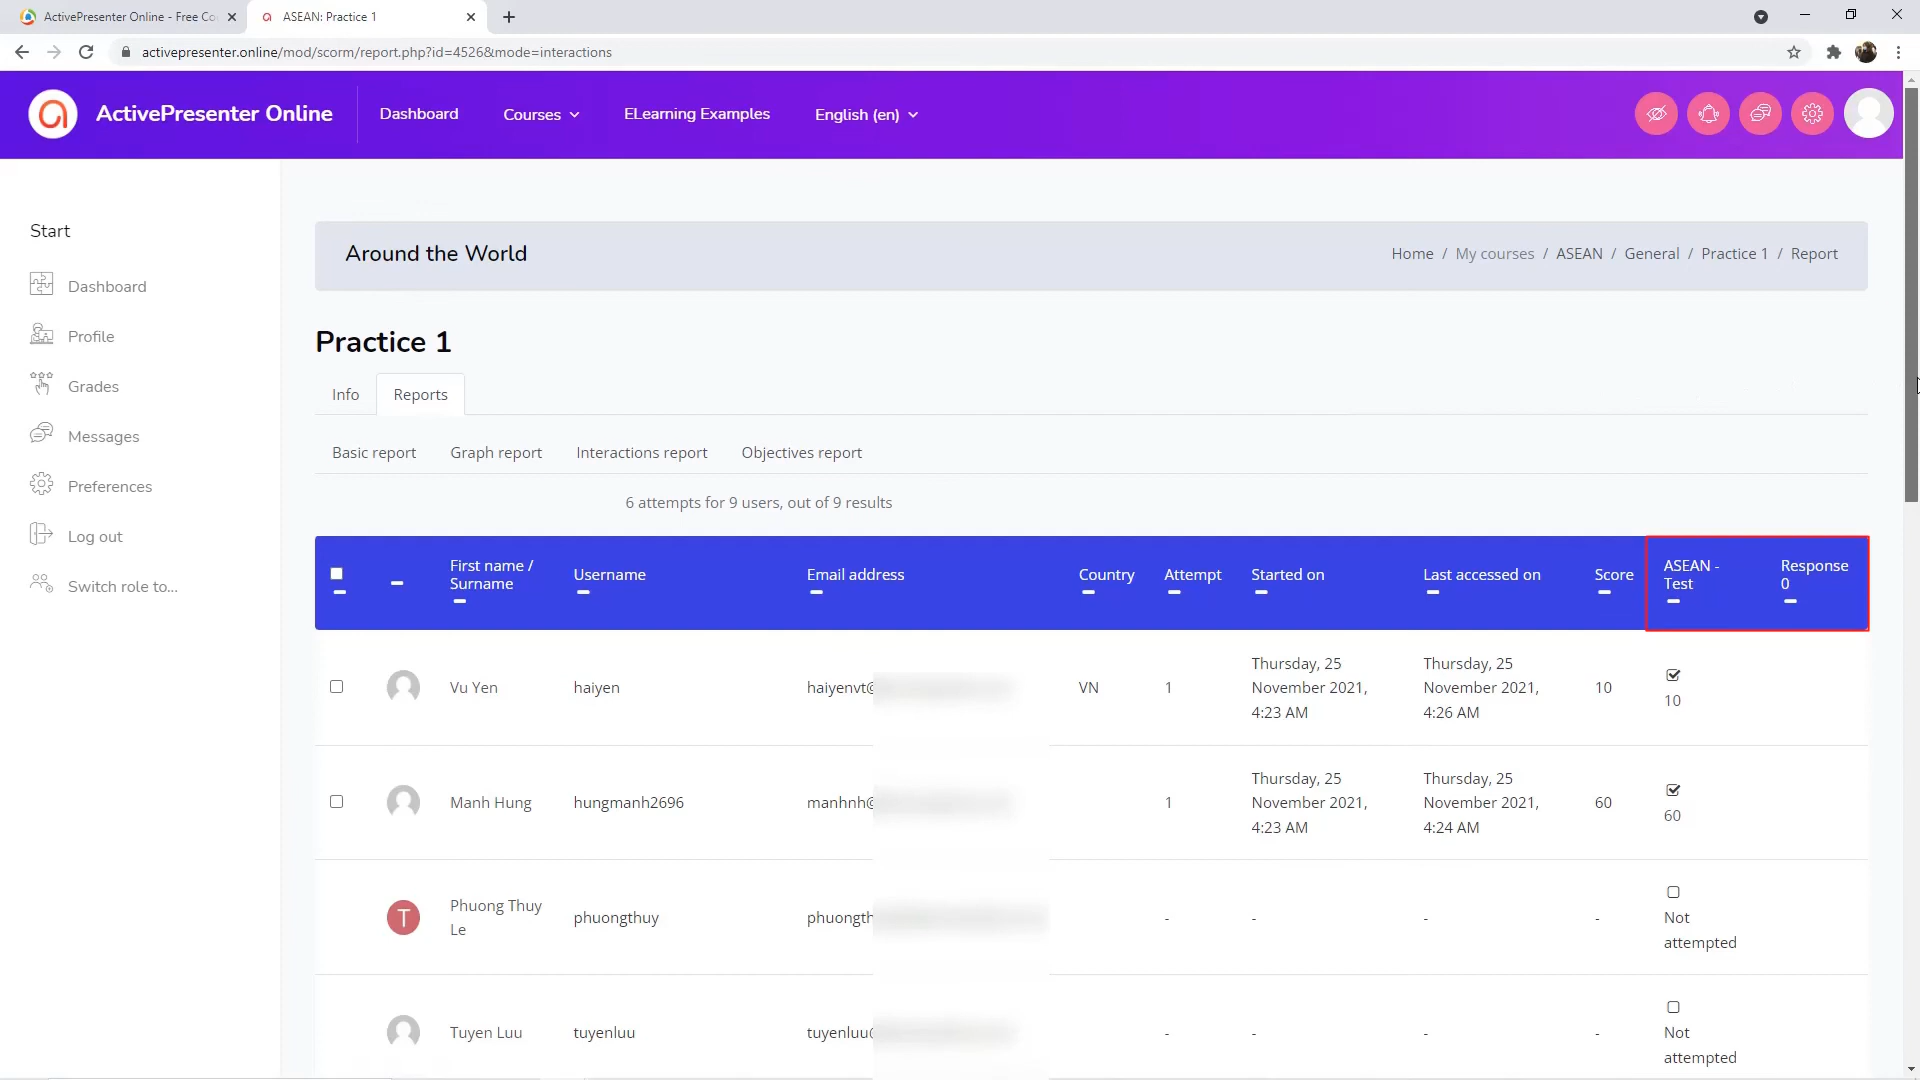 ActivePresenter Online - Free Co
ASEAN: Practice 1
activepresenter.online/mod/scorm/report.php?id=4526&mode=interactions
ActivePresenter Online
Dashboard
Courses
ELearning Examples
English (en)
Start
Dashboard
Profile
Grades
Messages
Preferences
Log out
Switch role to...
Around the World
Home / My courses / ASEAN / General / Practice 1 / Report
Practice 1
Info
Reports
Basic report
Graph report
Interactions report
Objectives report
6 attempts for 9 users, out of 9 results
First name /
Surname
Username
Email address
Country
Attempt
Started on
Last accessed on
Score
ASEAN -
Test
Response
0
Vu Yen
haiyen
haiyenvt@
VN
1
Thursday, 25
November 2021,
4:23 AM
Thursday, 25
November 2021,
4:26 AM
10
10
Manh Hung
hungmanh2696
manhnh@
1
Thursday, 25
November 2021,
4:23 AM
Thursday, 25
November 2021,
4:24 AM
60
60
T
Phuong Thuy
Le
phuongthuy
phuongth
-
-
-
-
Not
attempted
Tuyen Luu
tuyenluu
tuyenluu@
-
-
-
-
Not
attempted